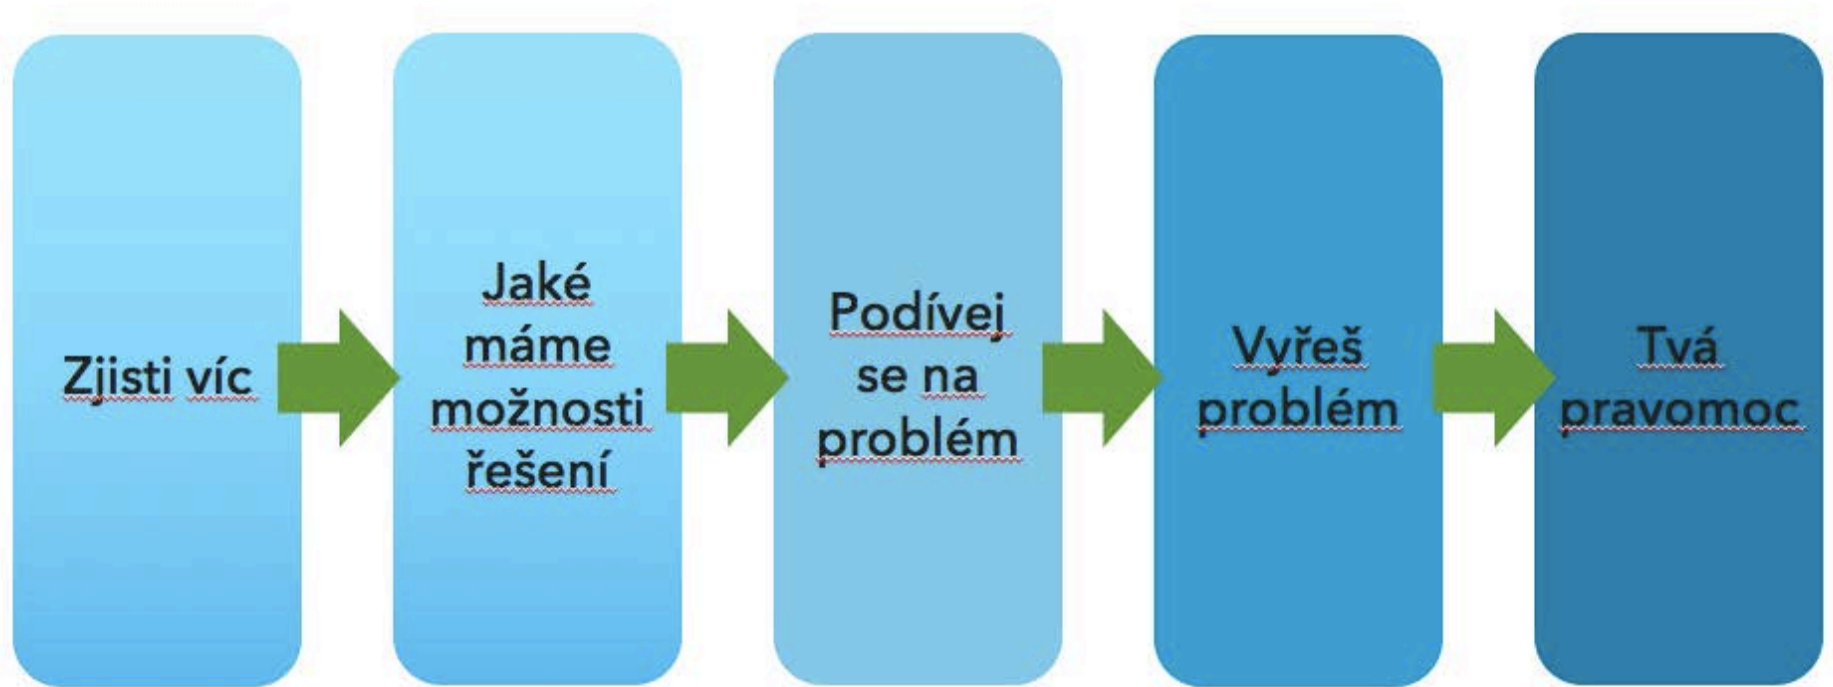 Zjisti víc
Jaké
máme
možnosti
řešení
Podívej
se na
problém
Vyřeš
problém
Tvá
pravomoc